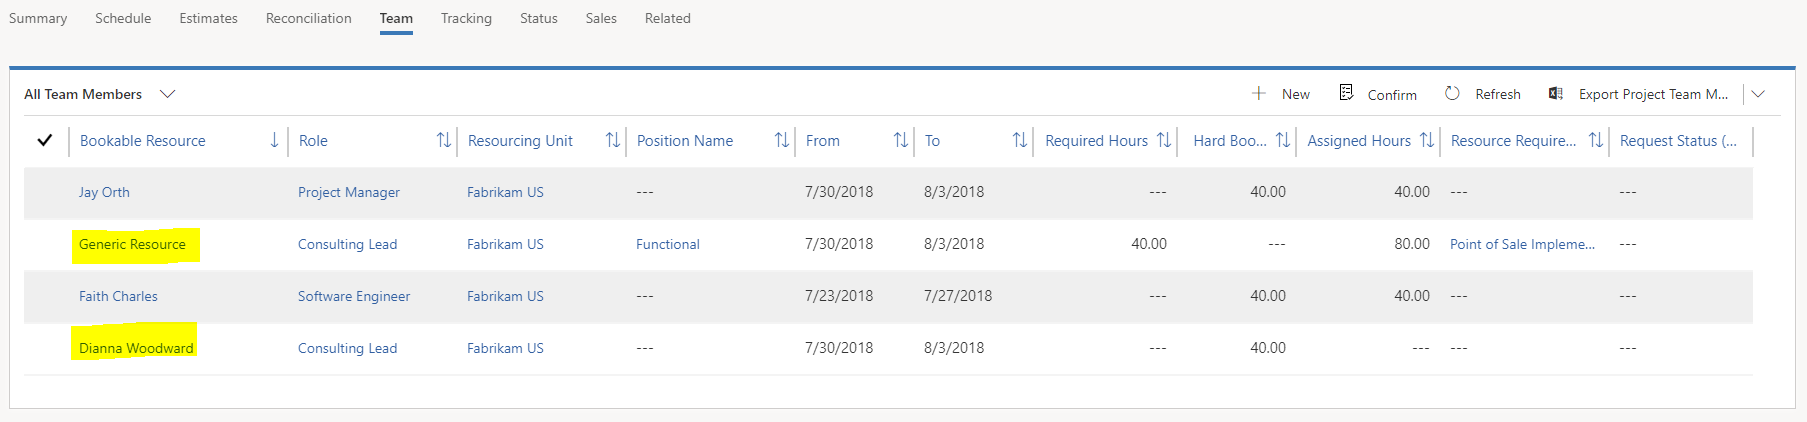 Summary Schedule Estimates Reconciliation Team Tracking Status Sales Related
All Team Members New Confirm Refresh Export Project Team M...
Bookable Resource Role Resourcing Unit Position Name From To Required Hours Hard Boo... Assigned Hours Resource Require... Request Status (...
Jay Orth Project Manager Fabrikam US --- 7/30/2018 8/3/2018 --- 40.00 40.00 --- ---
Generic Resource Consulting Lead Fabrikam US Functional 7/30/2018 8/3/2018 40.00 --- 80.00 Point of Sale Impleme... ---
Faith Charles Software Engineer Fabrikam US --- 7/23/2018 7/27/2018 --- 40.00 40.00 --- ---
Dianna Woodward Consulting Lead Fabrikam US --- 7/30/2018 8/3/2018 --- 40.00 --- --- ---